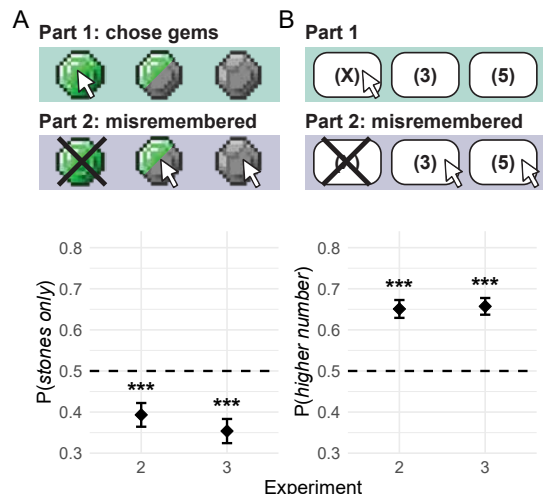 A
Part 1: chose gems
Part 2: misremembered
0.8
0.7
0.6
0.5
0.4
0.3
P(stones only)
***
***
2
3
B
Part 1
(X)
(3)
(5)
Part 2: misremembered
(3)
(5)
0.8
0.7
0.6
0.5
0.4
0.3
P(higher number)
***
***
2
3
Experiment